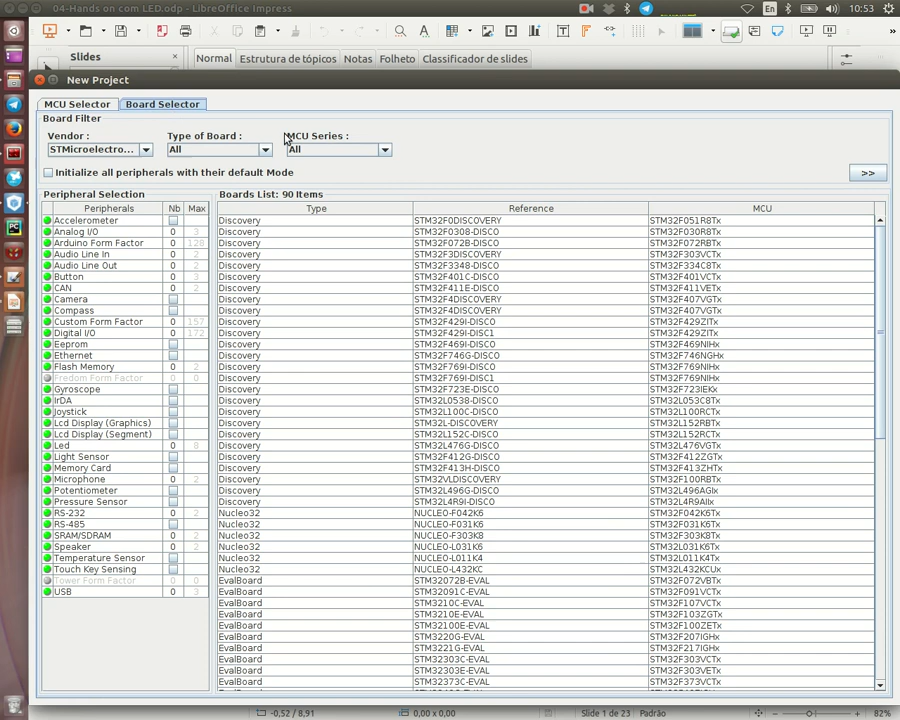 04-Hands on com LED.odp - LibreOffice Impress
En
10:53
Slides
Normal
Estrutura de tópicos
Notas
Folheto
Classificador de slides
New Project
MCU Selector
Board Selector
Board Filter
Vendor :
Type of Board :
MCU Series :
STMicroelectro...
All
All
Initialize all peripherals with their default Mode
>>
Peripheral Selection
Boards List: 90 Items
Peripherals Nb Max
Type Reference MCU
Accelerometer
Analog I/O 0 3
Arduino Form Factor 0 128
Audio Line In 0 2
Audio Line Out 0 2
Button 0 3
CAN 0 2
Camera
Compass
Custom Form Factor 0 157
Digital I/O 0 172
Eeprom
Ethernet
Flash Memory 0 2
Fredom Form Factor 0 0
Gyroscope
IrDA
Joystick
Lcd Display (Graphics)
Lcd Display (Segment)
Led 0 8
Light Sensor
Memory Card
Microphone 0 2
Potentiometer
Pressure Sensor
RS-232 0 2
RS-485
SRAM/SDRAM 0 2
Speaker 0 2
Temperature Sensor
Touch Key Sensing
Tower Form Factor 0 0
USB 0 3
Discovery STM32F0DISCOVERY STM32F051R8Tx
Discovery STM32F0308-DISCO STM32F030R8Tx
Discovery STM32F072B-DISCO STM32F072RBTx
Discovery STM32F3DISCOVERY STM32F303VCTx
Discovery STM32F3348-DISCO STM32F334C8Tx
Discovery STM32F401C-DISCO STM32F401VCTx
Discovery STM32F411E-DISCO STM32F411VETx
Discovery STM32F4DISCOVERY STM32F407VGTx
Discovery STM32F4DISCOVERY STM32F407VGTx
Discovery STM32F429I-DISCO STM32F429ZITx
Discovery STM32F429I-DISC1 STM32F429ZITx
Discovery STM32F469I-DISCO STM32F469NIHx
Discovery STM32F746G-DISCO STM32F746NGHx
Discovery STM32F769I-DISCO STM32F769NIHx
Discovery STM32F769I-DISC1 STM32F769NIHx
Discovery STM32F723E-DISCO STM32F723IEKx
Discovery STM32L0538-DISCO STM32L053C8Tx
Discovery STM32L100C-DISCO STM32L100RCTx
Discovery STM32L-DISCOVERY STM32L152RBTx
Discovery STM32L152C-DISCO STM32L152RCTx
Discovery STM32L476G-DISCO STM32L476VGTx
Discovery STM32F412G-DISCO STM32F412ZGTx
Discovery STM32F413H-DISCO STM32F413ZHTx
Discovery STM32VLDISCOVERY STM32F100RBTx
Discovery STM32L496G-DISCO STM32L496AGIx
Discovery STM32L4R9I-DISCO STM32L4R9AIIx
Nucleo32 NUCLEO-F042K6 STM32F042K6Tx
Nucleo32 NUCLEO-F031K6 STM32F031K6Tx
Nucleo32 NUCLEO-F303K8 STM32F303K8Tx
Nucleo32 NUCLEO-L031K6 STM32L031K6Tx
Nucleo32 NUCLEO-L011K4 STM32L011K4Tx
Nucleo32 NUCLEO-L432KC STM32L432KCUx
EvalBoard STM32072B-EVAL STM32F072VBTx
EvalBoard STM32091C-EVAL STM32F091VCTx
EvalBoard STM3210C-EVAL STM32F107VCTx
EvalBoard STM3210E-EVAL STM32F103ZGTx
EvalBoard STM32100E-EVAL STM32F100ZETx
EvalBoard STM3220G-EVAL STM32F207IGHx
EvalBoard STM3221G-EVAL STM32F217IGHx
EvalBoard STM32303C-EVAL STM32F303VCTx
EvalBoard STM32303E-EVAL STM32F303VETx
EvalBoard STM32373C-EVAL STM32F373VCTx
-0,52 / 8,91
0,00 x 0,00
Slide 1 de 23
Padrão
82%